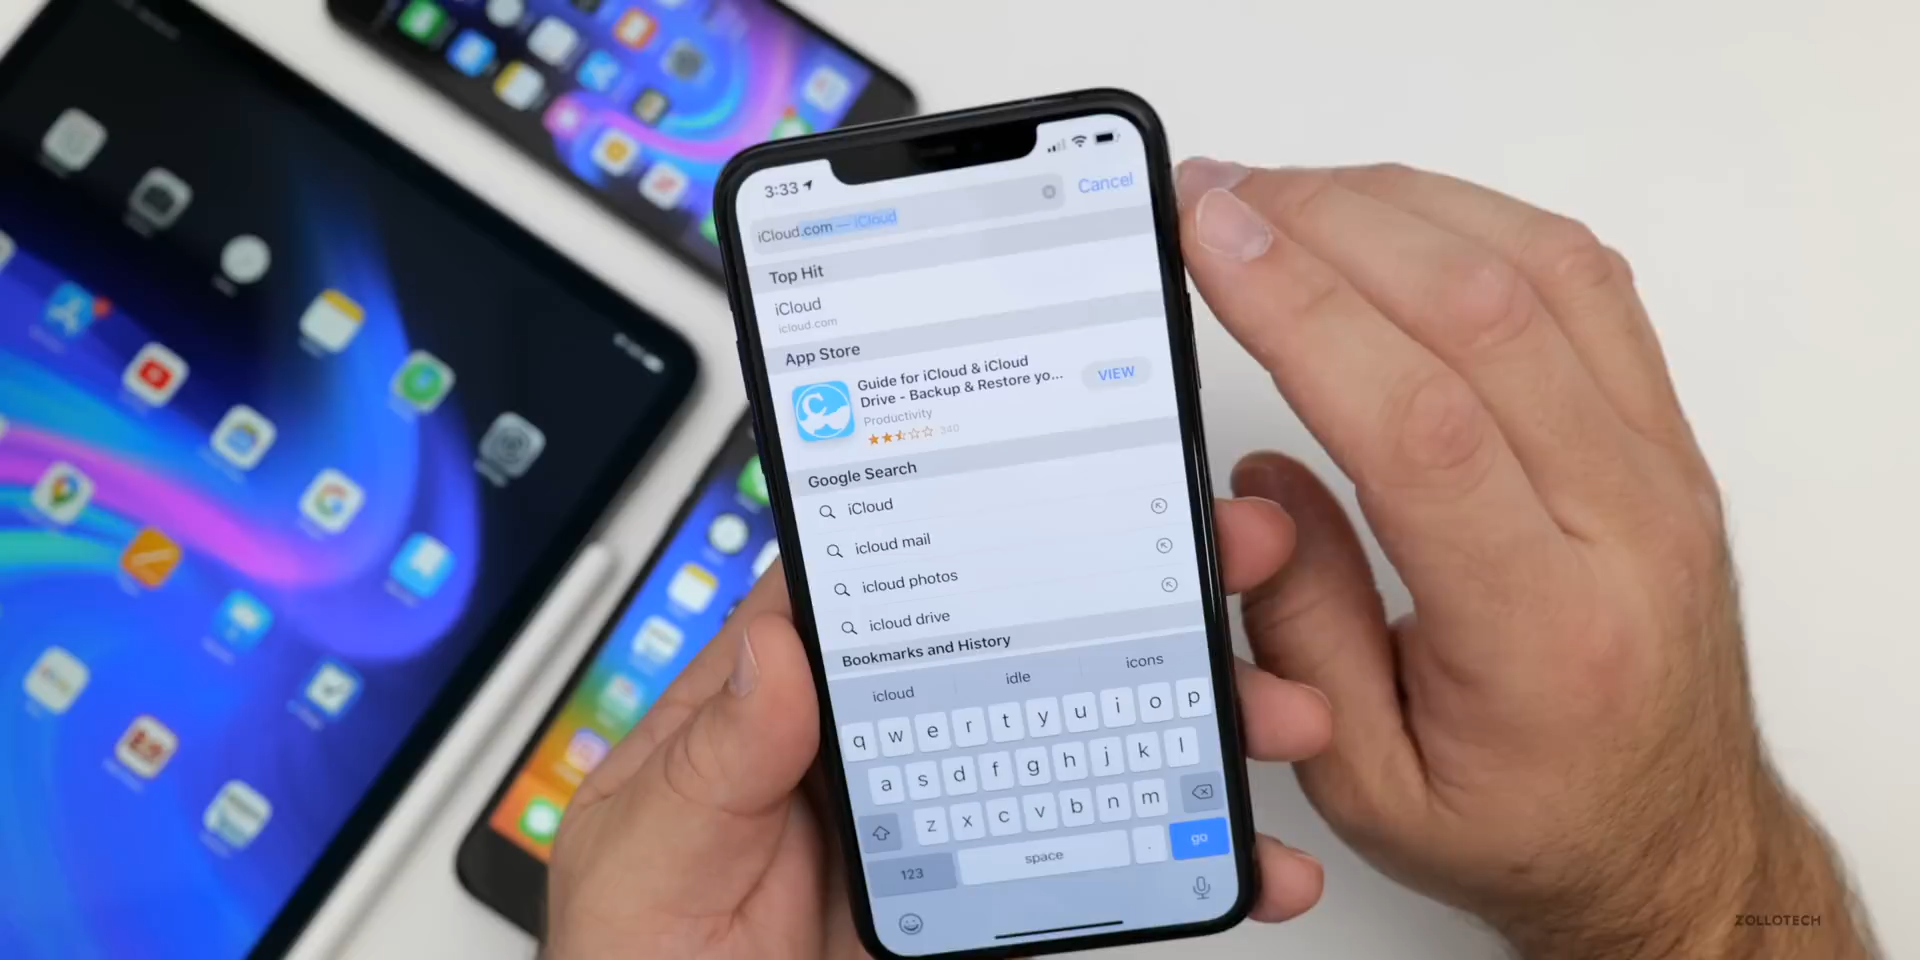 3:33
iCloud.com — iCloud
Cancel
Top Hit
iCloud
icloud.com
App Store
Guide for iCloud & iCloud
Drive - Backup & Restore yo...
Productivity
340
VIEW
Google Search
iCloud
icloud mail
icloud photos
icloud drive
Bookmarks and History
icloud idle icons
q w e r t y u i o p
a s d f g h j k l
z x c v b n m
123 space . go
ZOLLOTECH